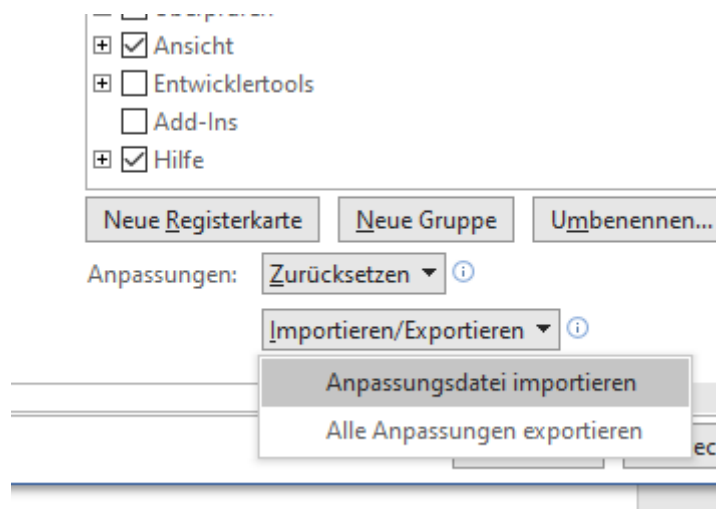 Ansicht
Entwicklertools
Add-Ins
Hilfe
Neue Registerkarte Neue Gruppe Umbenennen...
Anpassungen: Zurücksetzen
Importieren/Exportieren
Anpassungsdatei importieren
Alle Anpassungen exportieren